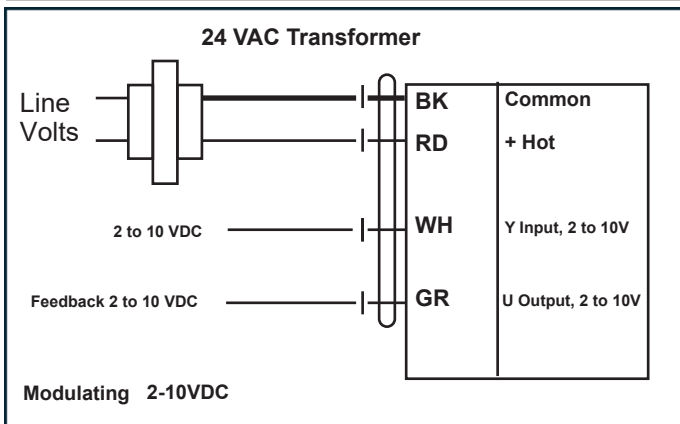 24 VAC Transformer
Line
Volts
BK Common
RD + Hot
2 to 10 VDC WH Y Input, 2 to 10V
Feedback 2 to 10 VDC GR U Output, 2 to 10V
Modulating 2-10VDC